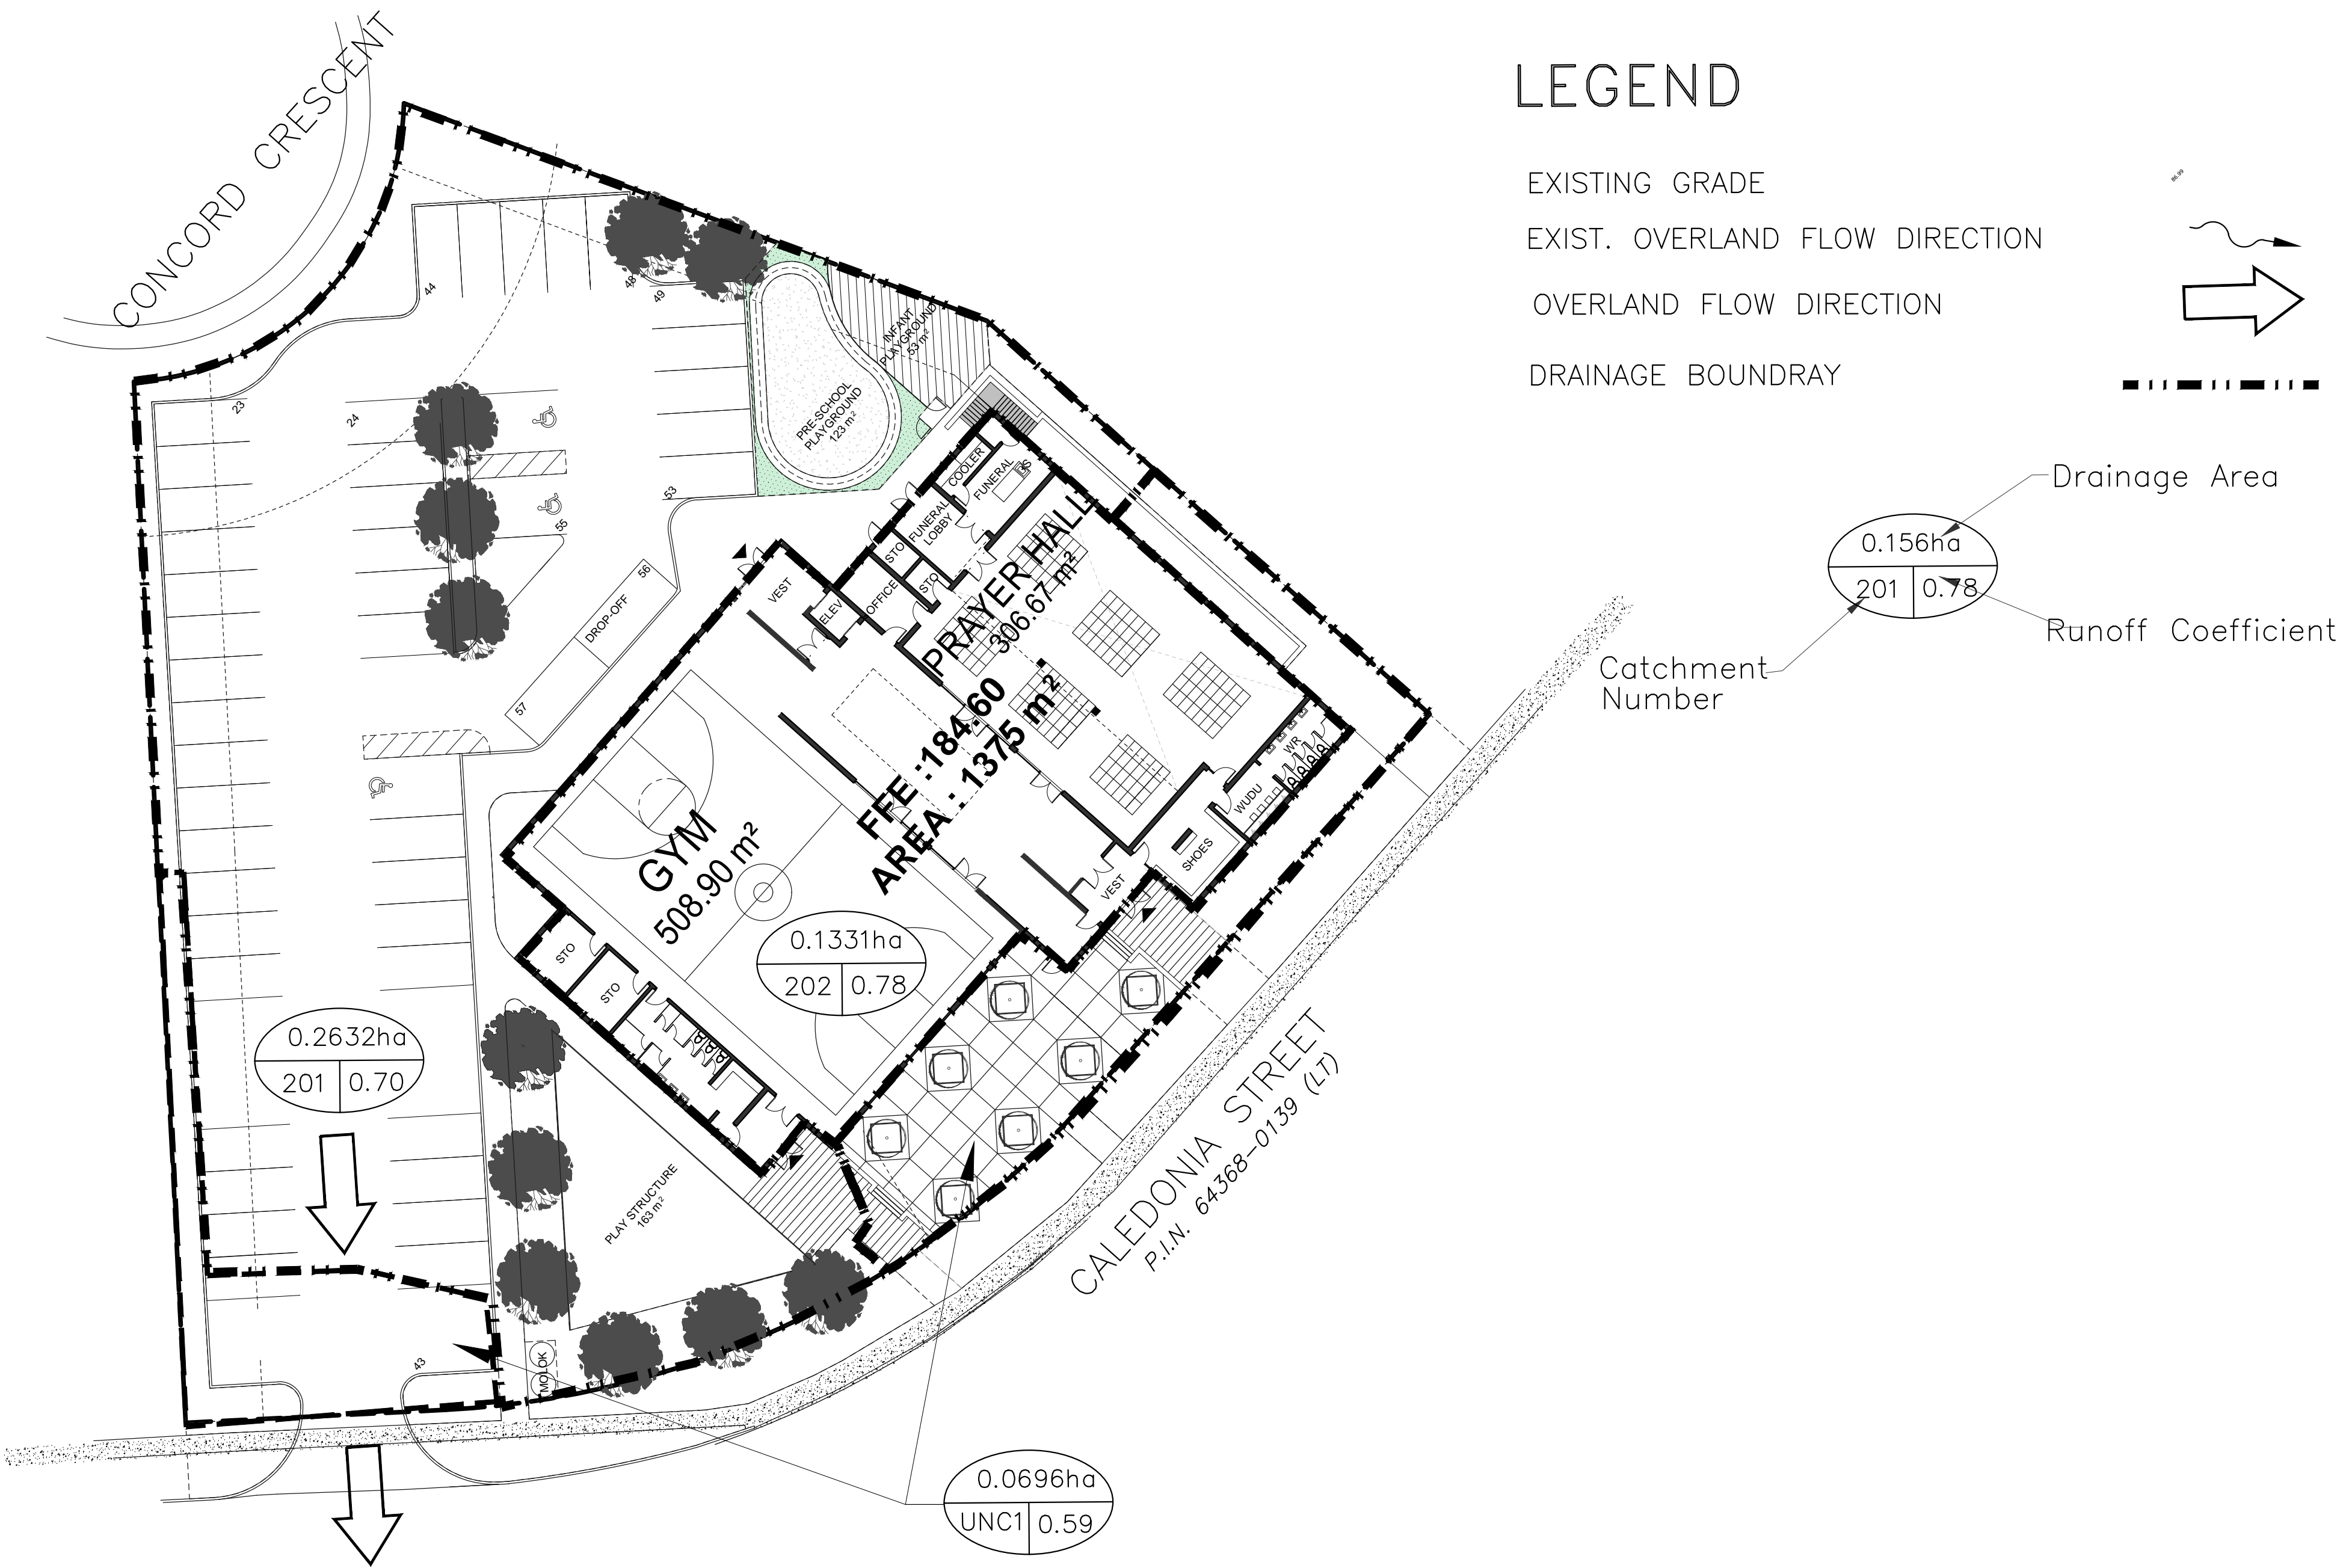 CONCORD CRESCENT
LEGEND
EXISTING GRADE
86.99
EXIST. OVERLAND FLOW DIRECTION
OVERLAND FLOW DIRECTION
DRAINAGE BOUNDRAY
Drainage Area
0.156ha
201
0.78
Runoff Coefficient
Catchment
Number
44
48
49
23
24
53
55
56
57
43
INFANT
PLAYGROUND
53 m²
PRE-SCHOOL
PLAYGROUND
123 m²
COOLER
FUNERAL
FUNERAL
LOBBY
STO
STO
OFFICE
ELEV
VEST
DROP-OFF
PRAYER HALL
306.67 m²
FFE :184.60
AREA : 1375 m²
GYM
508.90 m²
WR
WUDU
SHOES
VEST
STO
STO
0.1331ha
202
0.78
0.2632ha
201
0.70
PLAY STRUCTURE
163 m²
MOLOK
CALEDONIA STREET
P.I.N. 64368-0139 (LT)
0.0696ha
UNC1
0.59